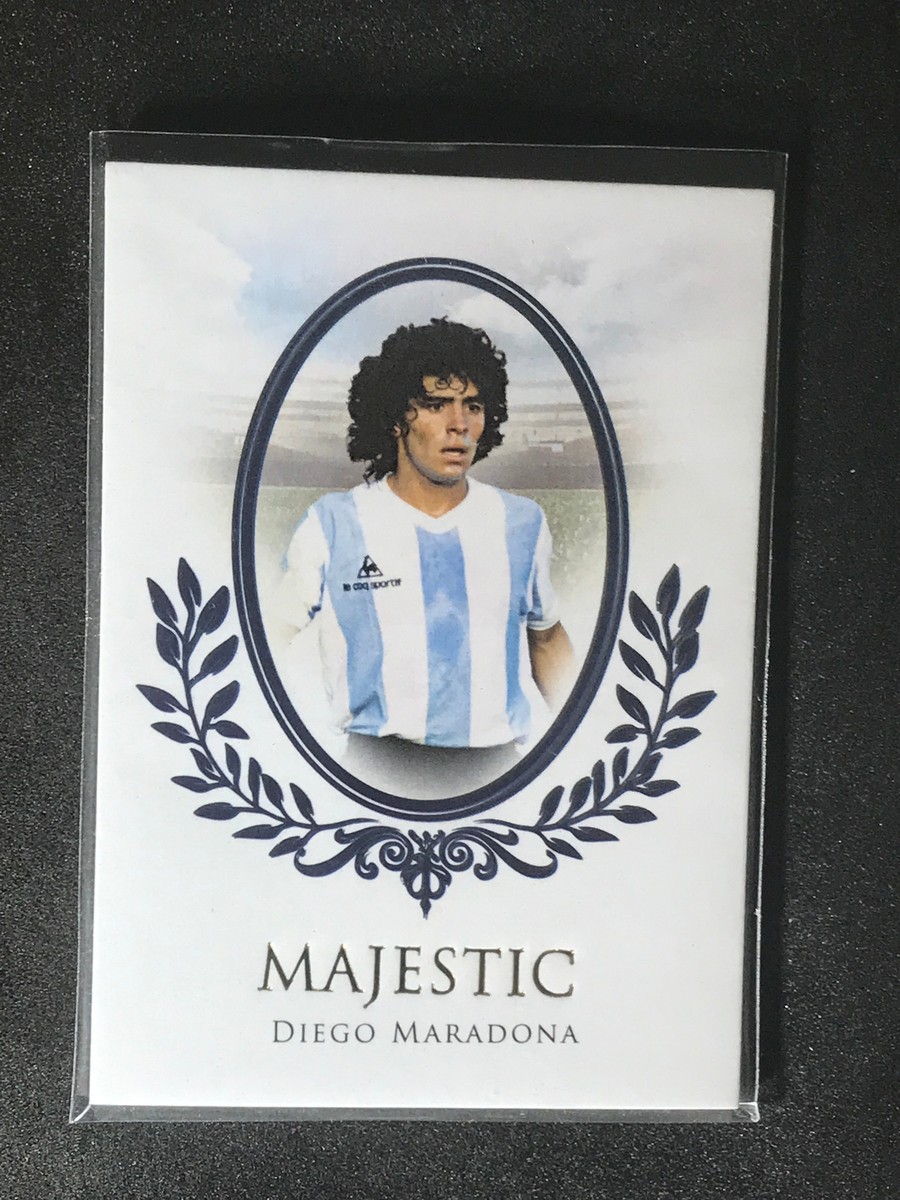 le coq sportif
MAJESTIC
DIEGO MARADONA